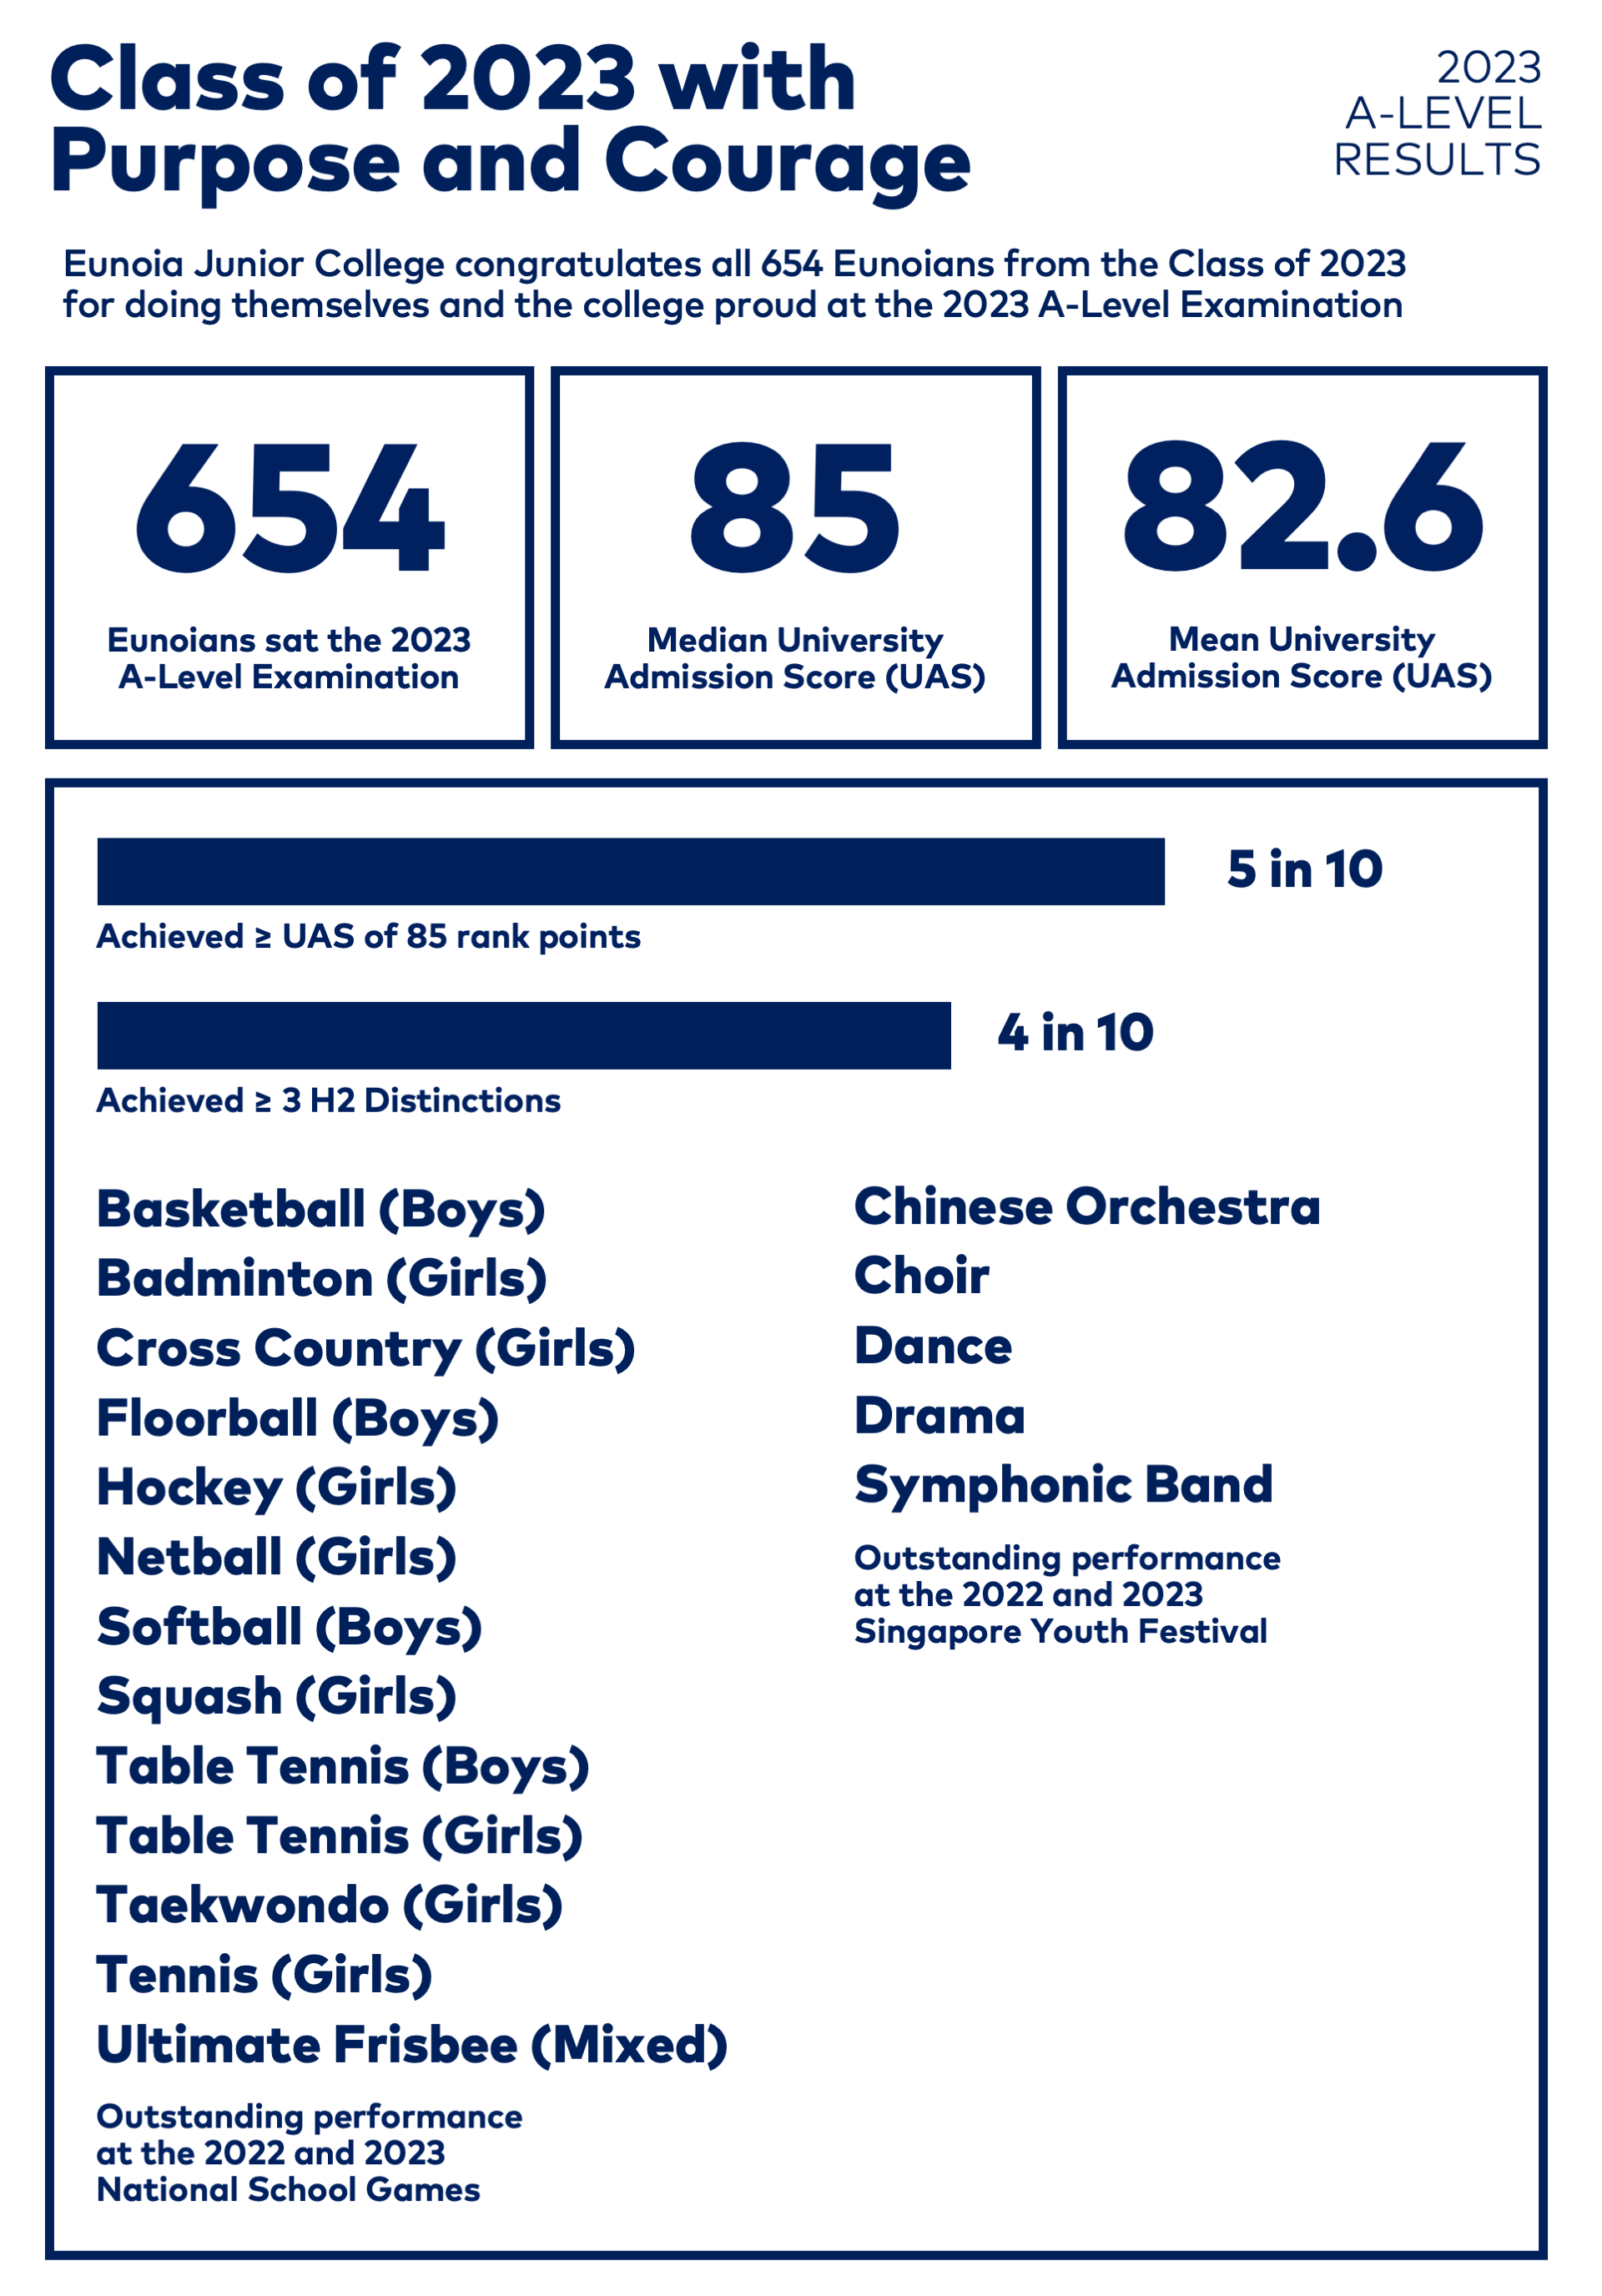 Class of 2023 with
Purpose and Courage
2023
A-LEVEL
RESULTS
Eunoia Junior College congratulates all 654 Eunoians from the Class of 2023
for doing themselves and the college proud at the 2023 A-Level Examination
654
Eunoians sat the 2023
A-Level Examination
85
Median University
Admission Score (UAS)
82.6
Mean University
Admission Score (UAS)
5 in 10
Achieved ≥ UAS of 85 rank points
4 in 10
Achieved ≥ 3 H2 Distinctions
Basketball (Boys)
Badminton (Girls)
Cross Country (Girls)
Floorball (Boys)
Hockey (Girls)
Netball (Girls)
Softball (Boys)
Squash (Girls)
Table Tennis (Boys)
Table Tennis (Girls)
Taekwondo (Girls)
Tennis (Girls)
Ultimate Frisbee (Mixed)
Outstanding performance
at the 2022 and 2023
National School Games
Chinese Orchestra
Choir
Dance
Drama
Symphonic Band
Outstanding performance
at the 2022 and 2023
Singapore Youth Festival